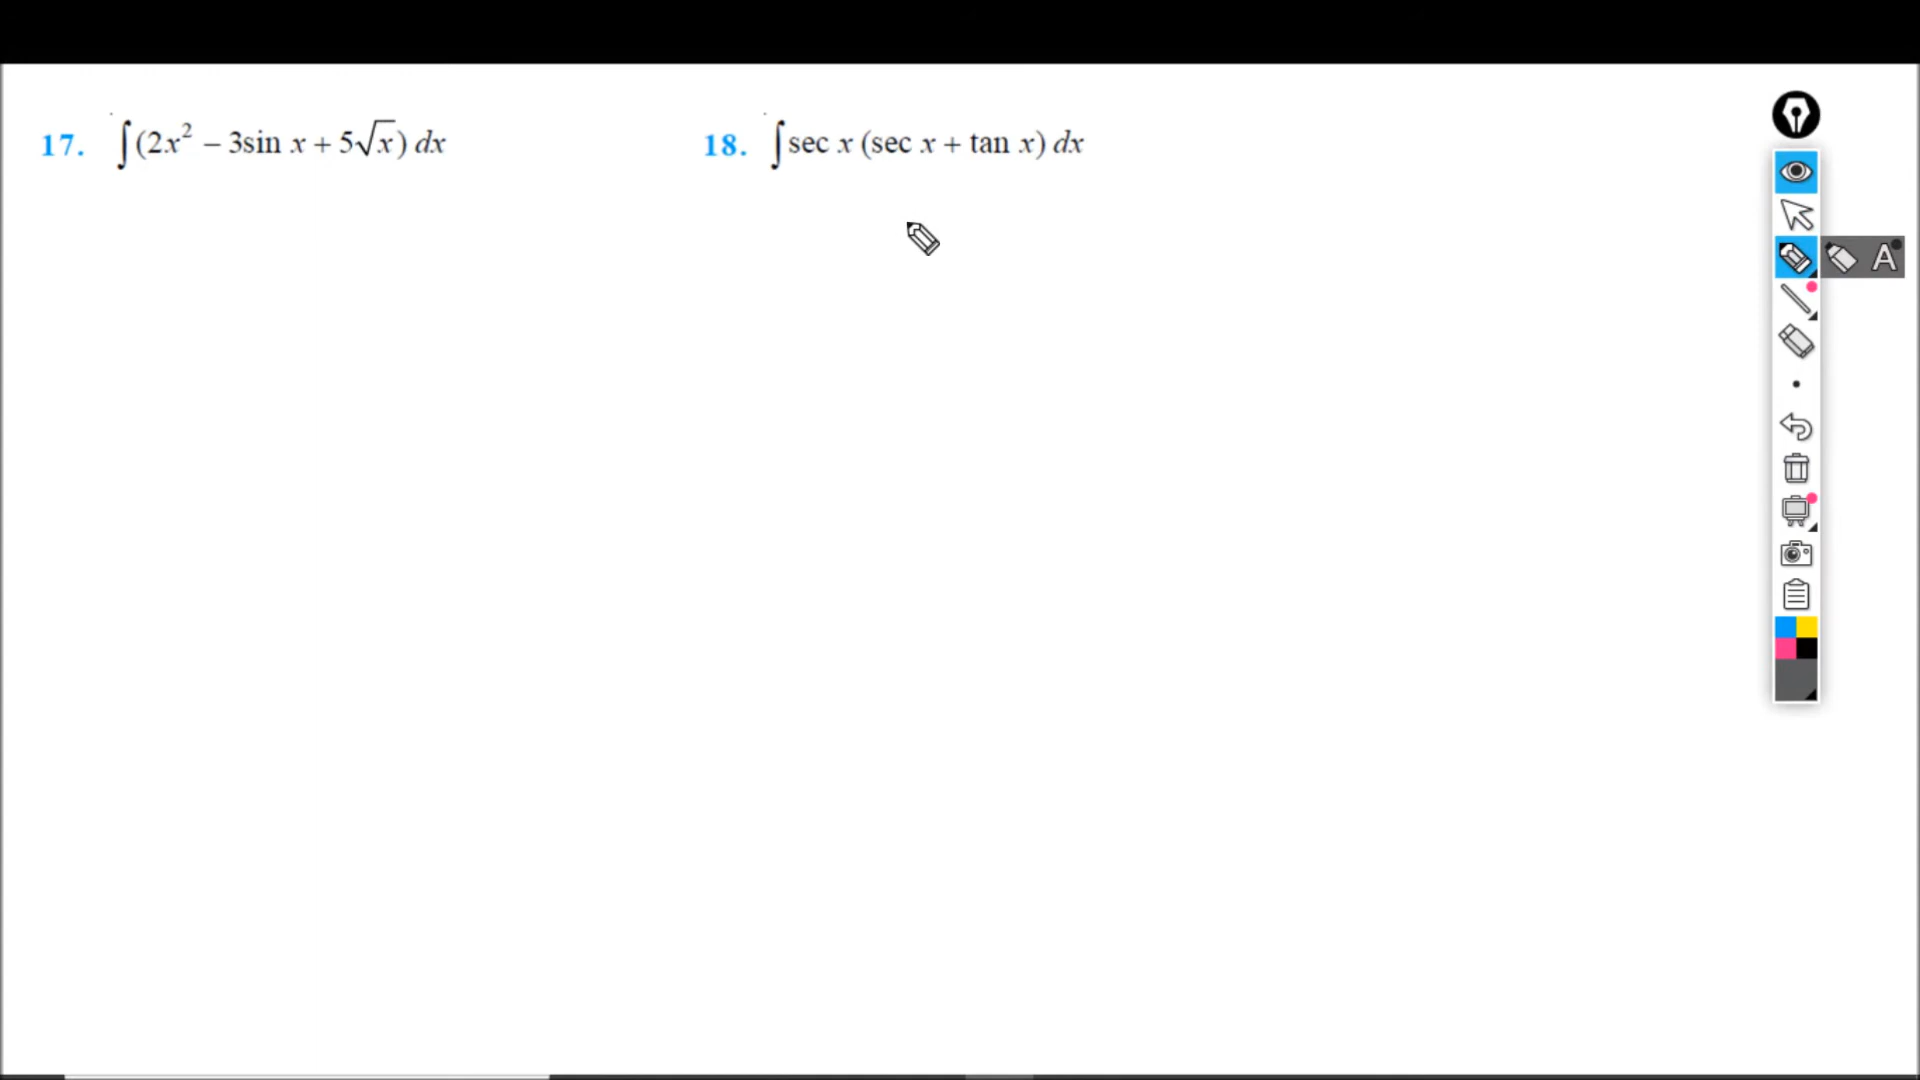 17. ∫(2x² – 3sin x + 5√x) dx
18. ∫sec x (sec x + tan x) dx
A